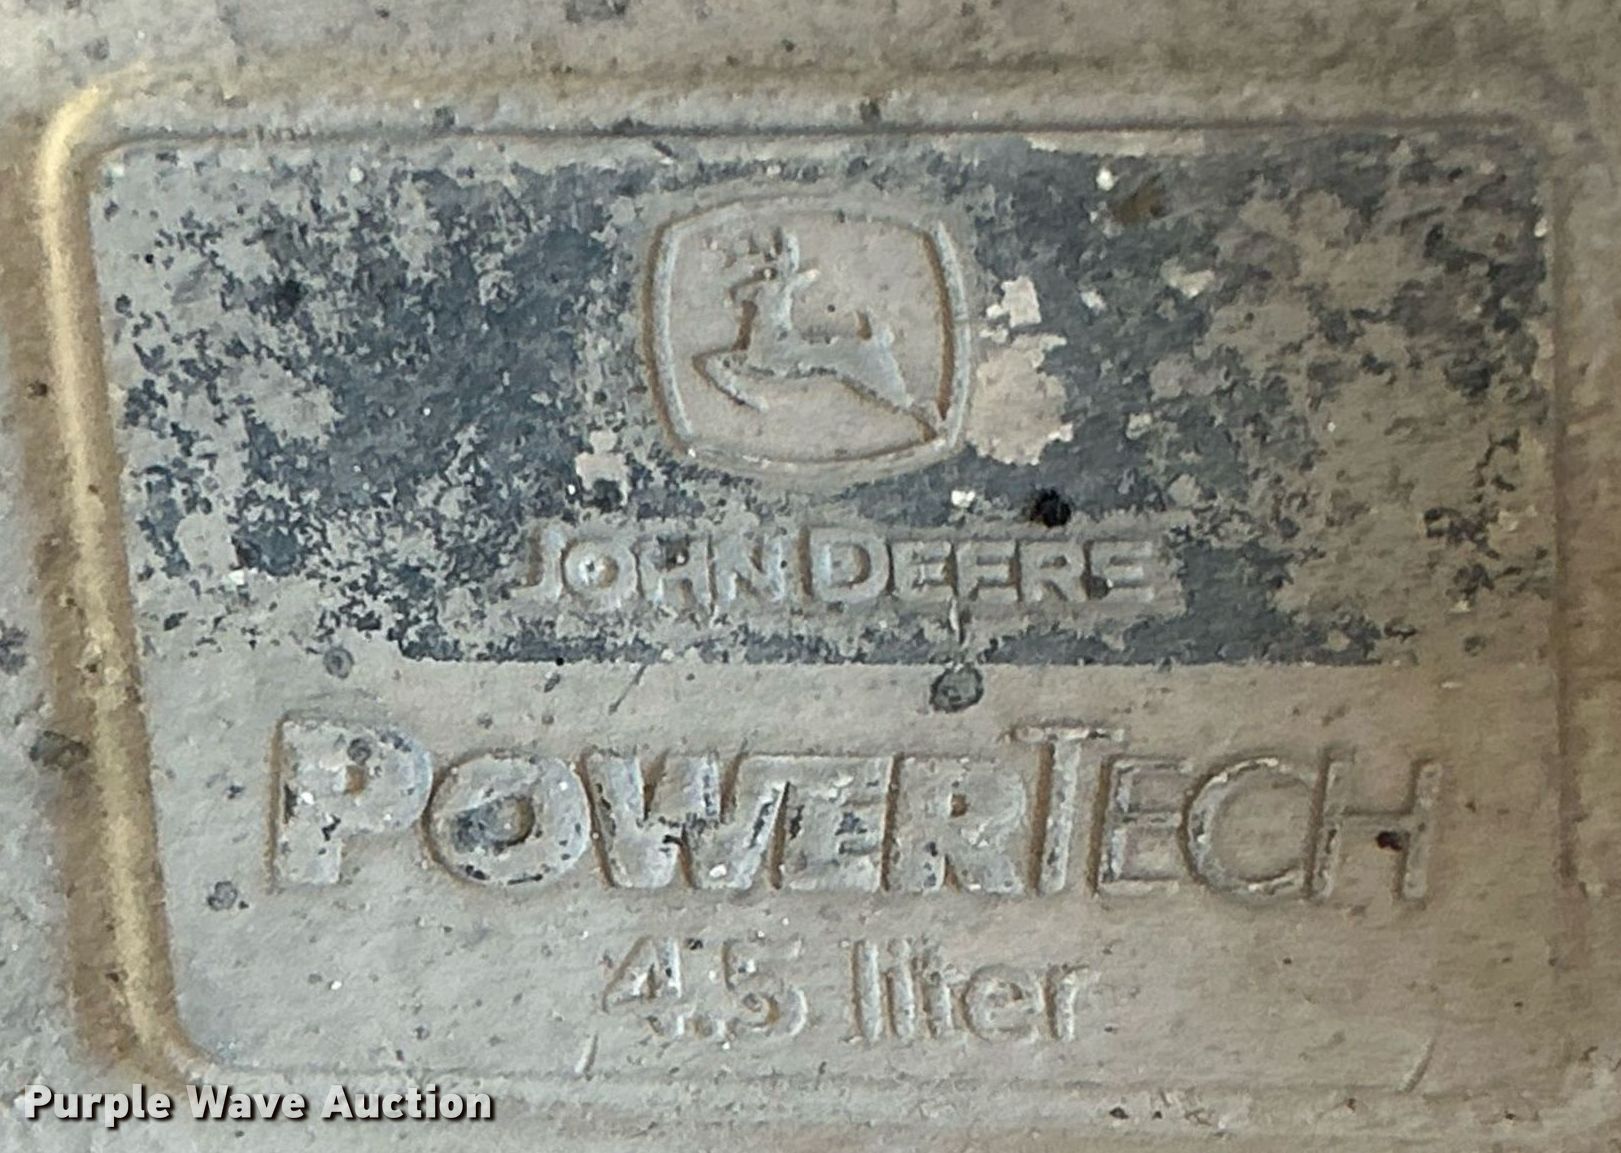 JOHN DEERE
POWERTECH
4.5 liter
Purple Wave Auction